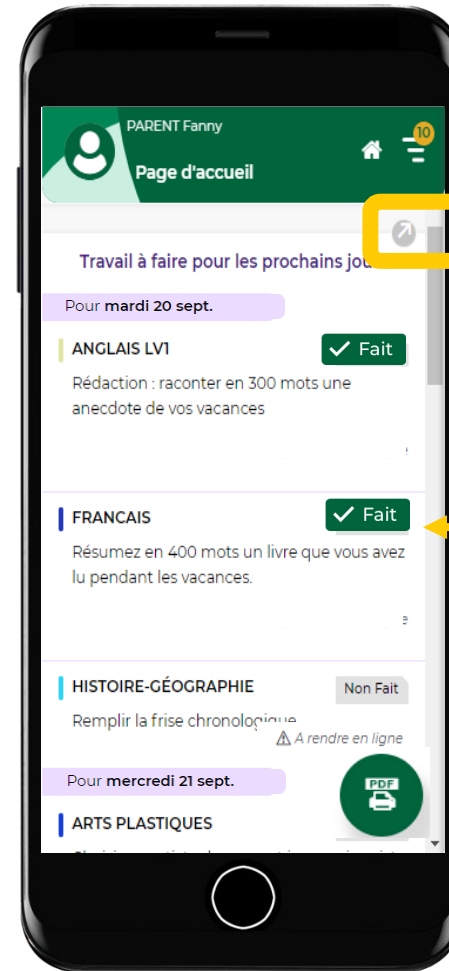 PARENT Fanny
10
Page d'accueil
Travail à faire pour les prochains jou
Pour mardi 20 sept.
ANGLAIS LV1
Fait
Rédaction : raconter en 300 mots une
anecdote de vos vacances
FRANCAIS
Fait
Résumez en 400 mots un livre que vous avez
lu pendant les vacances.
HISTOIRE-GÉOGRAPHIE
Non Fait
Remplir la frise chronologique
A rendre en ligne
Pour mercredi 21 sept.
PDF
ARTS PLASTIQUES